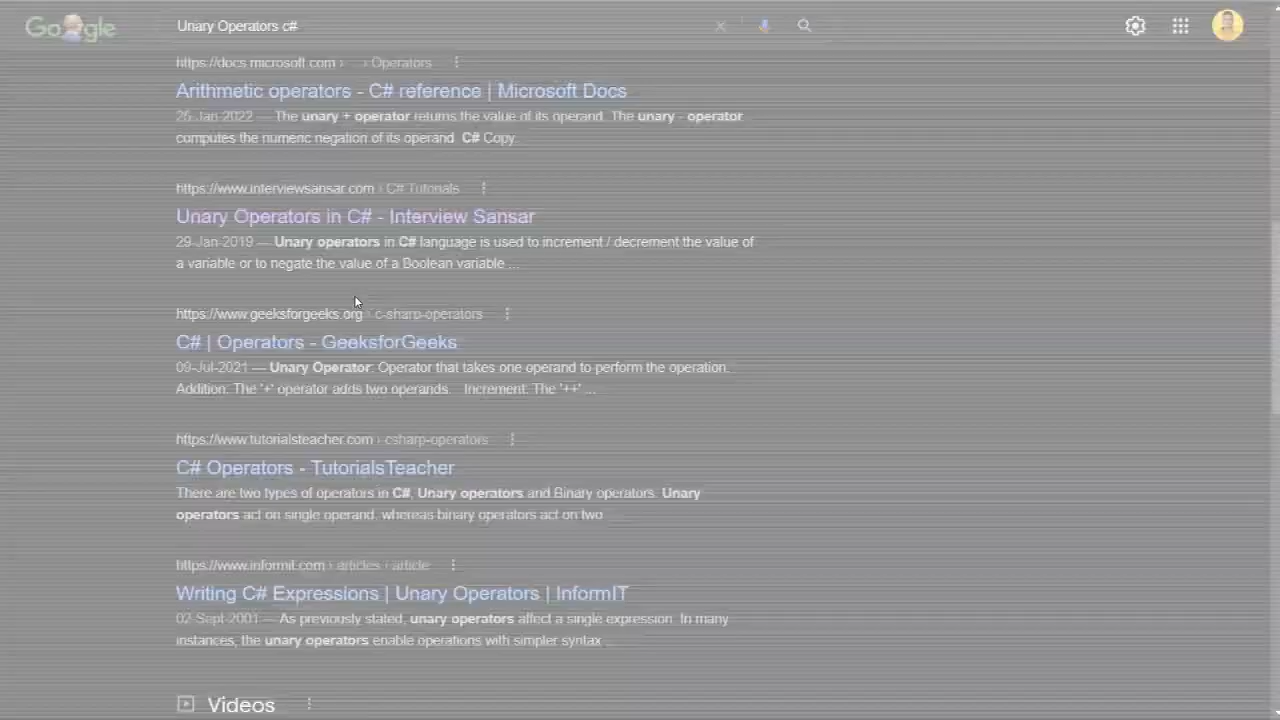 Google
Unary Operators c#
https://docs.microsoft.com › ... › Operators
Arithmetic operators - C# reference | Microsoft Docs
25-Jan-2022 — The unary + operator returns the value of its operand. The unary - operator
computes the numeric negation of its operand. C# Copy.
https://www.interviewsansar.com › C# Tutorials
Unary Operators in C# - Interview Sansar
29-Jan-2019 — Unary operators in C# language is used to increment / decrement the value of
a variable or to negate the value of a Boolean variable ...
https://www.geeksforgeeks.org › c-sharp-operators
C# | Operators - GeeksforGeeks
09-Jul-2021 — Unary Operator: Operator that takes one operand to perform the operation.
Addition: The '+' operator adds two operands. Increment: The '++' ...
https://www.tutorialsteacher.com › csharp-operators
C# Operators - TutorialsTeacher
There are two types of operators in C#, Unary operators and Binary operators. Unary
operators act on single operand, whereas binary operators act on two ...
https://www.informit.com › articles › article
Writing C# Expressions | Unary Operators | InformIT
02-Sept-2001 — As previously stated, unary operators affect a single expression. In many
instances, the unary operators enable operations with simpler syntax ...
Videos